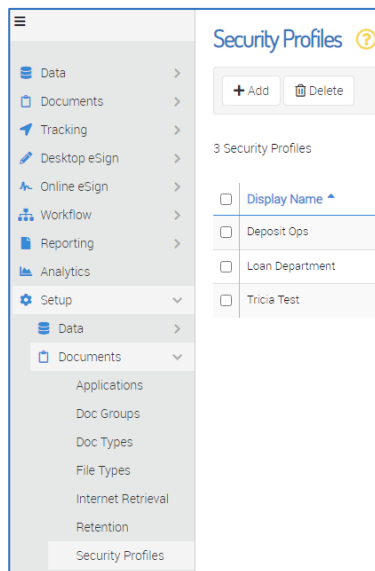 Data
Documents
Tracking
Desktop eSign
Online eSign
Workflow
Reporting
Analytics
Setup
Data
Documents
Applications
Doc Groups
Doc Types
File Types
Internet Retrieval
Retention
Security Profiles
Security Profiles ?
+ Add Delete
3 Security Profiles
Display Name
Deposit Ops
Loan Department
Tricia Test